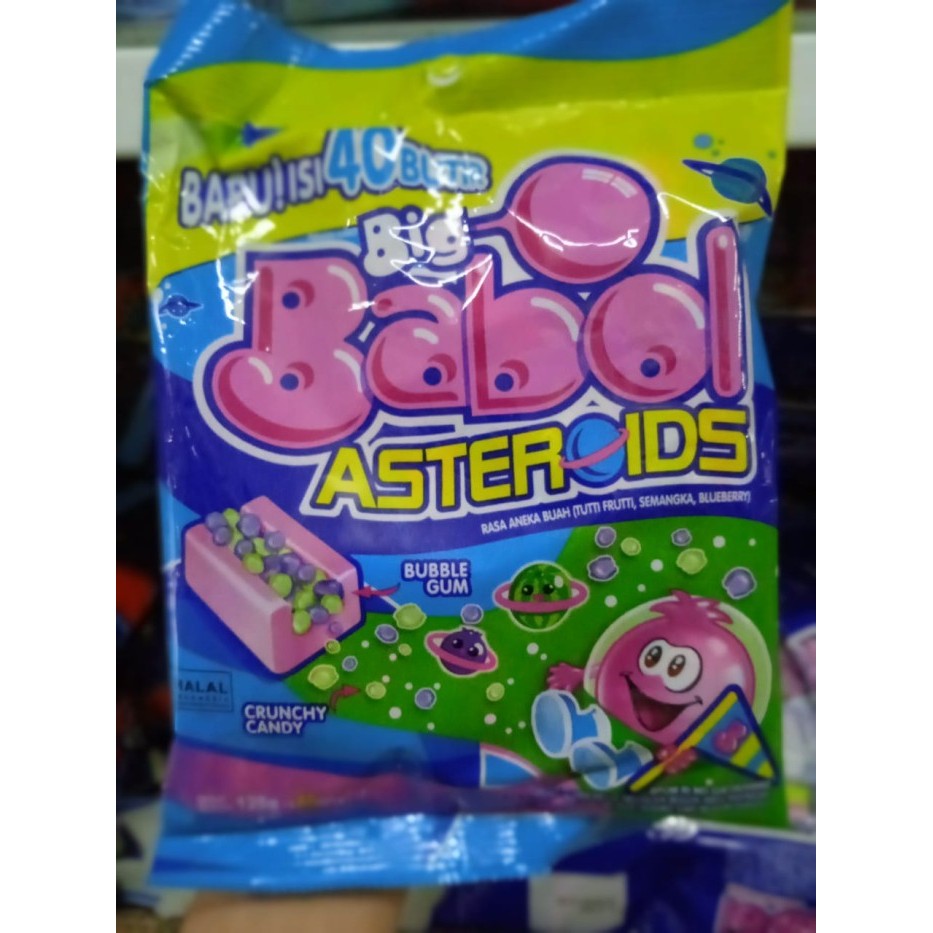 BARU! ISI 40 BUTIR
Big
Babol
ASTEROIDS
RASA ANEKA BUAH (TUTTI FRUTTI, SEMANGKA, BLUEBERRY)
BUBBLE
GUM
HALAL
CRUNCHY
CANDY